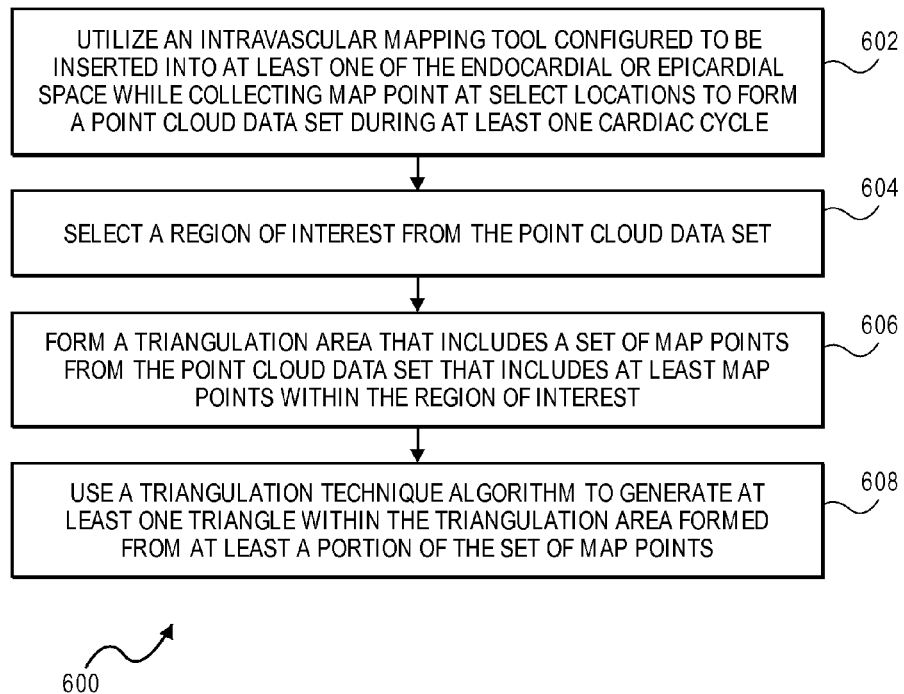 UTILIZE AN INTRAVASCULAR MAPPING TOOL CONFIGURED TO BE
INSERTED INTO AT LEAST ONE OF THE ENDOCARDIAL OR EPICARDIAL
SPACE WHILE COLLECTING MAP POINT AT SELECT LOCATIONS TO FORM
A POINT CLOUD DATA SET DURING AT LEAST ONE CARDIAC CYCLE
602
SELECT A REGION OF INTEREST FROM THE POINT CLOUD DATA SET
604
FORM A TRIANGULATION AREA THAT INCLUDES A SET OF MAP POINTS
FROM THE POINT CLOUD DATA SET THAT INCLUDES AT LEAST MAP
POINTS WITHIN THE REGION OF INTEREST
606
USE A TRIANGULATION TECHNIQUE ALGORITHM TO GENERATE AT
LEAST ONE TRIANGLE WITHIN THE TRIANGULATION AREA FORMED
FROM AT LEAST A PORTION OF THE SET OF MAP POINTS
608
600